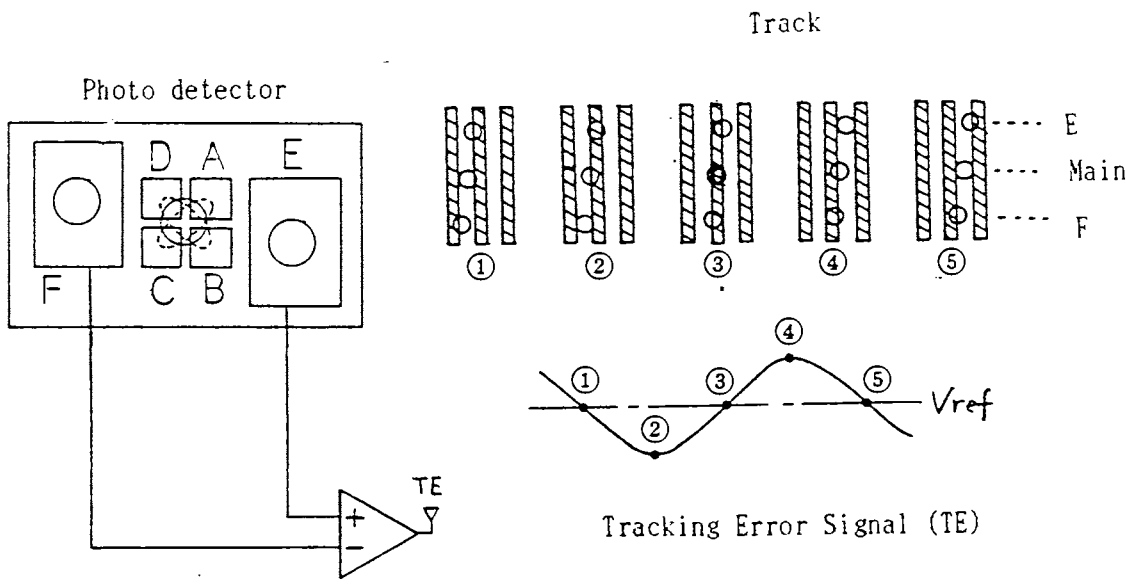 Track
Photo detector
D A E
F C B
E
Main
F
① ② ③ ④ ⑤
④
① ③ ⑤
Vref
②
TE
+
−
Tracking Error Signal (TE)